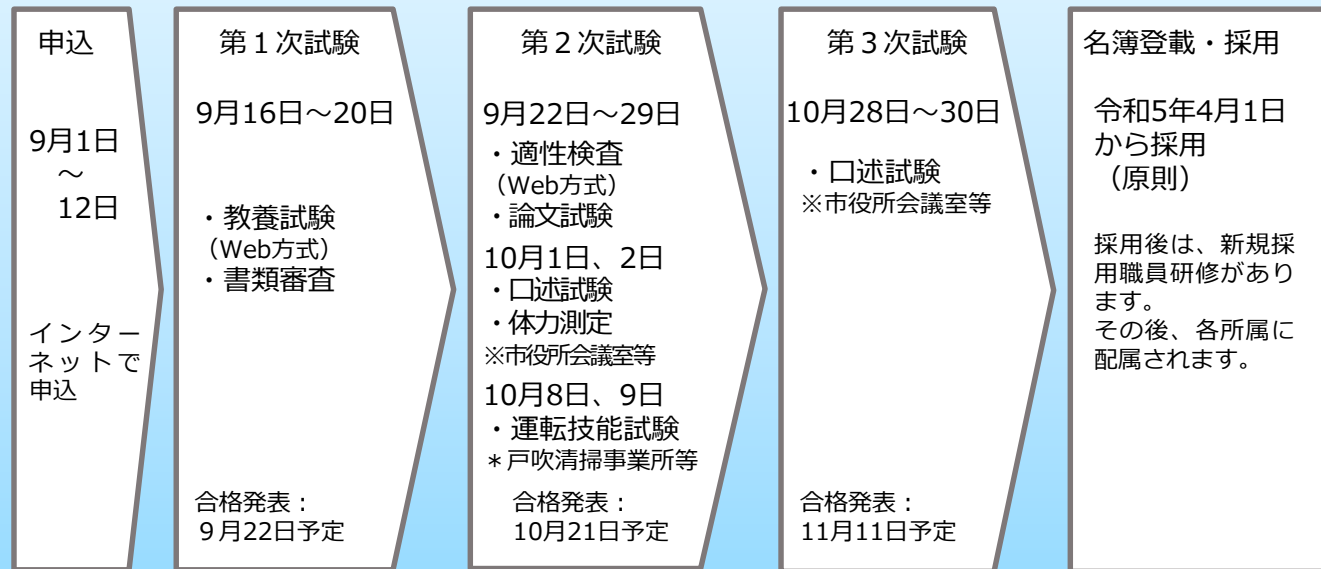 申込
9月1日
～
12日
インター
ネットで
申込
第１次試験
9月16日～20日
・教養試験
（Web方式）
・書類審査
合格発表：
９月22日予定
第２次試験
9月22日～29日
・適性検査
（Web方式）
・論文試験
10月1日、2日
・口述試験
・体力測定
※市役所会議室等
10月8日、9日
・運転技能試験
＊戸吹清掃事業所等
合格発表：
10月21日予定
第３次試験
10月28日～30日
・口述試験
※市役所会議室等
合格発表：
11月11日予定
名簿登載・採用
令和5年4月1日
から採用
（原則）
採用後は、新規採
用職員研修があり
ます。
その後、各所属に
配属されます。